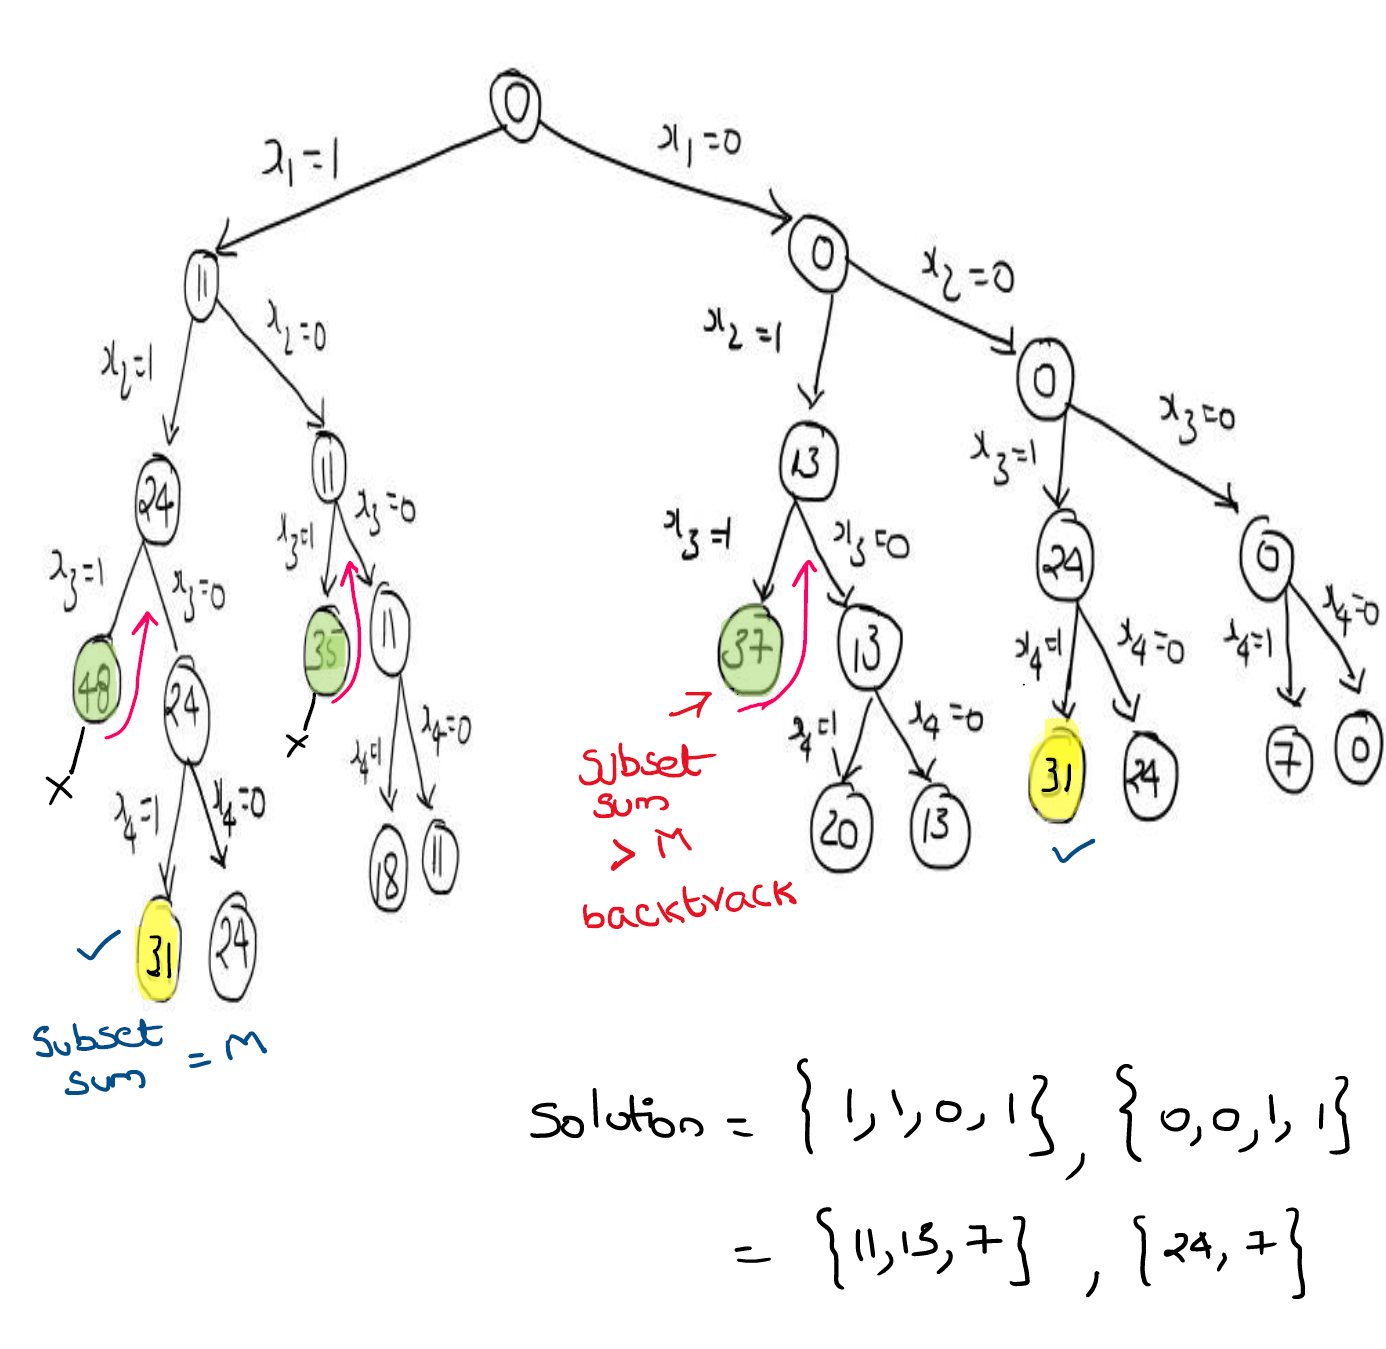 0
x₁=1
x₁=0
11
0
x₂=1
x₂=0
x₂=1
x₂=0
24
11
13
0
x₃=1
x₃=0
x₃=1
x₃=0
x₃=1
x₃=0
x₃=1
x₃=0
48
24
35
11
37
13
24
0
x₄=1
x₄=0
x₄=1
x₄=0
x₄=1
x₄=0
x₄=1
x₄=0
x₄=1
x₄=0
31
24
18
11
20
13
31
24
7
0
subset
sum
> M
backtrack
subset
sum = M
Solution = {1,1,0,1}, {0,0,1,1}
= {11,13,7}, {24,7}